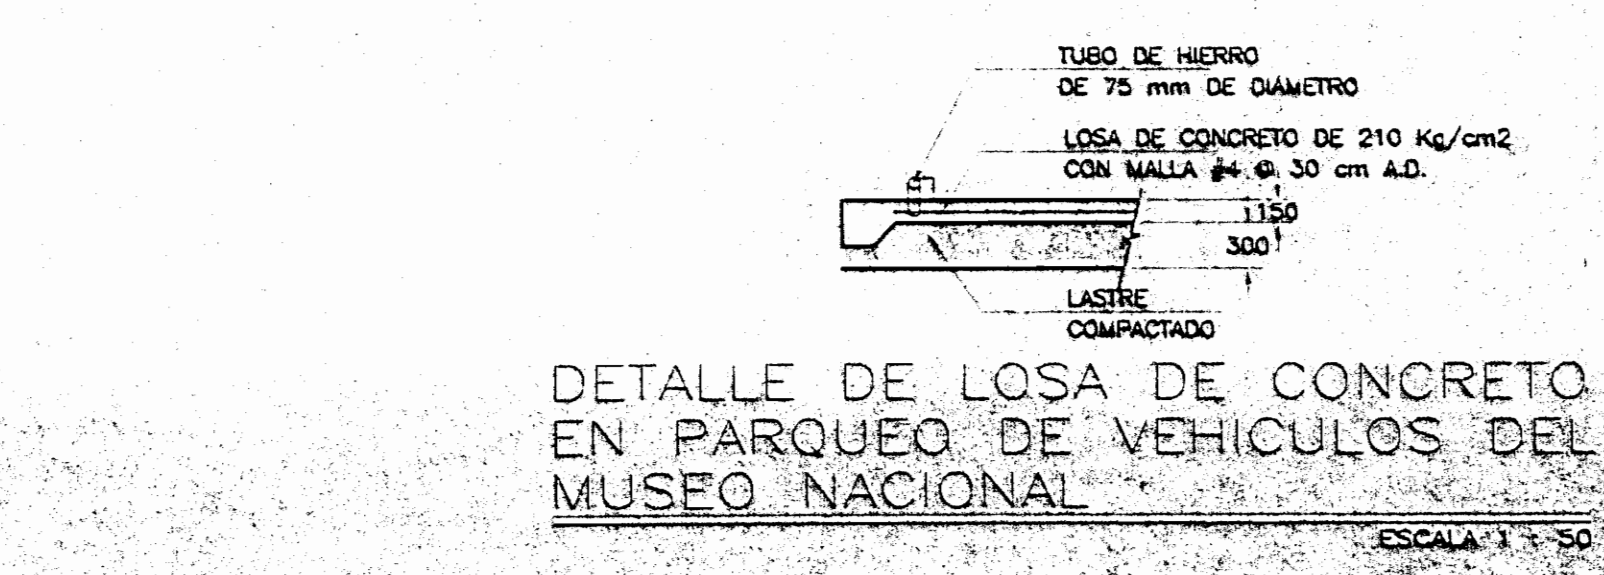 TUBO DE HIERRO
DE 75 mm DE DIAMETRO
LOSA DE CONCRETO DE 210 Kg/cm2
CON MALLA #4 @ 30 cm A.D.
150
300
LASTRE
COMPACTADO
DETALLE DE LOSA DE CONCRETO
EN PARQUEO DE VEHICULOS DEL
MUSEO NACIONAL
ESCALA 1 : 50